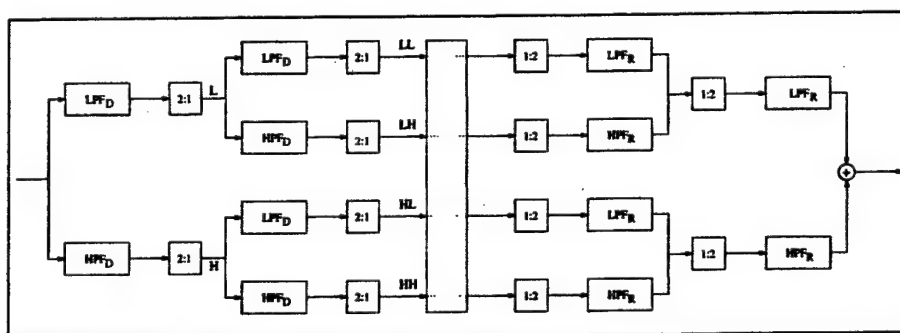 LPF_D 2:1 LL 1:2 LPF_R
LPF_D 2:1 L 1:2 LPF_R
HPF_D 2:1 LH 1:2 HPF_R
+
LPF_D 2:1 HL 1:2 LPF_R
HPF_D 2:1 H 1:2 HPF_R
HPF_D 2:1 HH 1:2 HPF_R